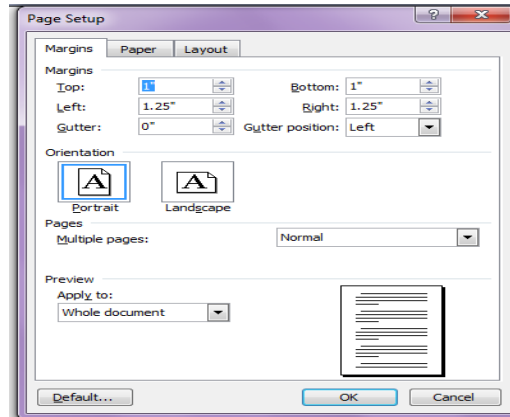 Page Setup
Margins Paper Layout
Margins
Top: 1" Bottom: 1"
Left: 1.25" Right: 1.25"
Gutter: 0" Gutter position: Left
Orientation
A A
Portrait Landscape
Pages
Multiple pages: Normal
Preview
Apply to:
Whole document
Default... OK Cancel